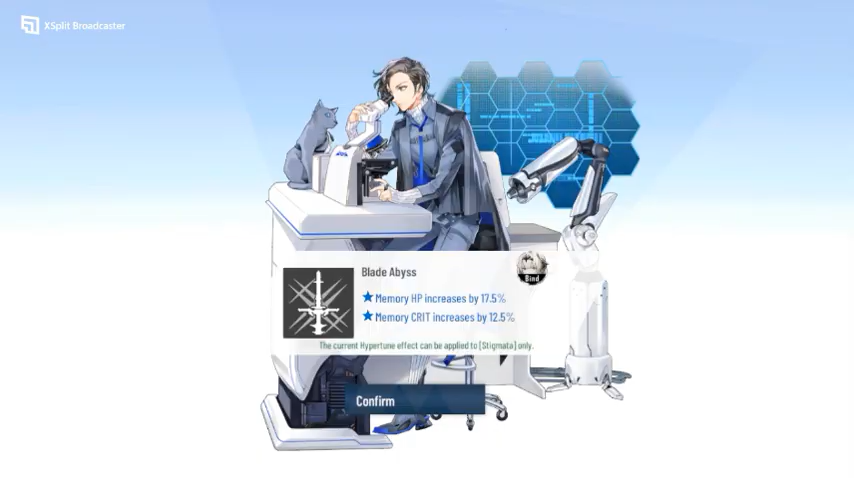 XSplit Broadcaster
Blade Abyss
Bind
Memory HP increases by 17.5%
Memory CRIT increases by 12.5%
The current Hypertune effect can be applied to [Stigmata] only.
Confirm